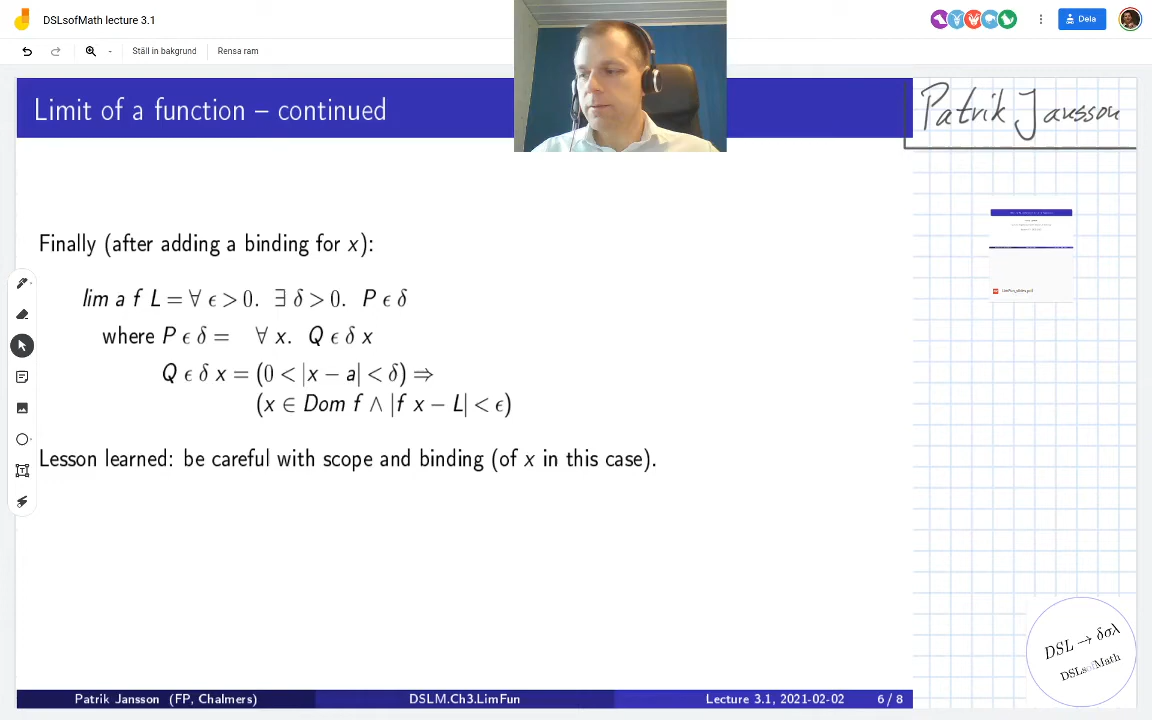 DSLsofMath lecture 3.1
Dela
Ställ in bakgrund
Rensa ram
Limit of a function – continued
Patrik Jansson
Finally (after adding a binding for x):
lim a f L = ∀ ϵ > 0. ∃ δ > 0. P ϵ δ
where P ϵ δ = ∀ x. Q ϵ δ x
Q ϵ δ x = (0 < |x − a| < δ) ⇒
(x ∈ Dom f ∧ |f x − L| < ϵ)
Lesson learned: be careful with scope and binding (of x in this case).
DSL → δσλ
DSLsofMath
Patrik Jansson (FP, Chalmers)
DSLM.Ch3.LimFun
Lecture 3.1, 2021-02-02
6 / 8